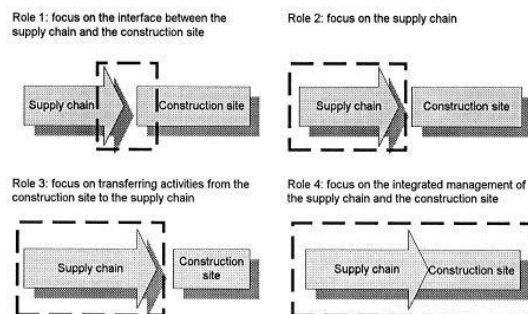 Role 1: focus on the interface between the
supply chain and the construction site
Supply chain
Construction site
Role 2: focus on the supply chain
Supply chain
Construction site
Role 3: focus on transferring activities from the
construction site to the supply chain
Supply chain
Construction
site
Role 4: focus on the integrated management of
the supply chain and the construction site
Supply chain
Construction site